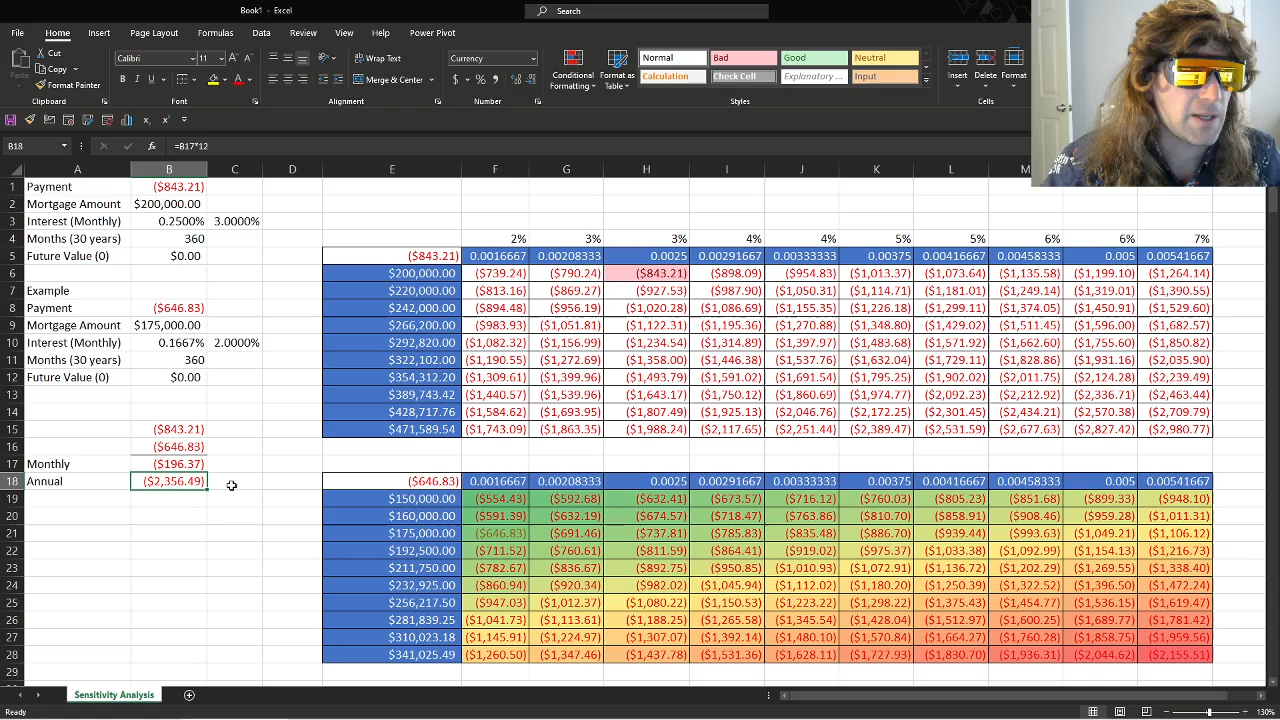 Book1 - Excel
Search
File Home Insert Page Layout Formulas Data Review View Help Power Pivot
Cut
Copy
Format Painter
Paste
Clipboard
Calibri 11
B I U
Font
Wrap Text
Merge & Center
Alignment
Currency
Number
Conditional Formatting
Format as Table
Normal Bad Good Neutral
Calculation Check Cell Explanatory ... Input
Styles
Insert Delete Format
Cells
B18 =B17*12
A B C D E F G H I J K L M
1 Payment ($843.21)
2 Mortgage Amount $200,000.00
3 Interest (Monthly) 0.2500% 3.0000%
4 Months (30 years) 360 2% 3% 3% 4% 4% 5% 5% 6% 6% 7%
5 Future Value (0) $0.00 ($843.21) 0.0016667 0.00208333 0.0025 0.00291667 0.00333333 0.00375 0.00416667 0.00458333 0.005 0.00541667
6 $200,000.00 ($739.24) ($790.24) ($843.21) ($898.09) ($954.83) ($1,013.37) ($1,073.64) ($1,135.58) ($1,199.10) ($1,264.14)
7 Example $220,000.00 ($813.16) ($869.27) ($927.53) ($987.90) ($1,050.31) ($1,114.71) ($1,181.01) ($1,249.14) ($1,319.01) ($1,390.55)
8 Payment ($646.83) $242,000.00 ($894.48) ($956.19) ($1,020.28) ($1,086.69) ($1,155.34) ($1,226.18) ($1,299.11) ($1,374.05) ($1,450.91) ($1,529.60)
9 Mortgage Amount $175,000.00 $266,200.00 ($983.93) ($1,051.81) ($1,122.31) ($1,195.36) ($1,270.88) ($1,348.80) ($1,429.02) ($1,511.45) ($1,596.00) ($1,682.57)
10 Interest (Monthly) 0.1667% 2.0000% $292,820.00 ($1,082.32) ($1,156.99) ($1,234.54) ($1,314.89) ($1,397.97) ($1,483.68) ($1,571.92) ($1,662.60) ($1,755.60) ($1,850.82)
11 Months (30 years) 360 $322,102.00 ($1,190.55) ($1,272.69) ($1,358.00) ($1,446.38) ($1,537.76) ($1,632.04) ($1,729.11) ($1,828.86) ($1,931.16) ($2,035.90)
12 Future Value (0) $0.00 $354,312.20 ($1,309.61) ($1,399.96) ($1,493.79) ($1,591.02) ($1,691.54) ($1,795.25) ($1,902.02) ($2,011.75) ($2,124.28) ($2,239.49)
13 $389,743.42 ($1,440.57) ($1,539.96) ($1,643.17) ($1,750.12) ($1,860.69) ($1,974.77) ($2,092.23) ($2,212.92) ($2,336.71) ($2,463.44)
14 $428,717.76 ($1,584.62) ($1,693.95) ($1,807.49) ($1,925.13) ($2,046.76) ($2,172.25) ($2,301.45) ($2,434.21) ($2,570.38) ($2,709.79)
15 ($843.21) $471,589.54 ($1,743.09) ($1,863.35) ($1,988.24) ($2,117.65) ($2,251.44) ($2,389.47) ($2,531.59) ($2,677.63) ($2,827.42) ($2,980.77)
16 ($646.83)
17 Monthly ($196.37)
18 Annual ($2,356.49) ($646.83) 0.0016667 0.00208333 0.0025 0.00291667 0.00333333 0.00375 0.00416667 0.00458333 0.005 0.00541667
19 $150,000.00 ($554.43) ($592.68) ($632.41) ($673.57) ($716.12) ($760.03) ($805.23) ($851.68) ($899.33) ($948.10)
20 $160,000.00 ($591.39) ($632.19) ($674.57) ($718.47) ($763.86) ($810.70) ($858.91) ($908.46) ($959.28) ($1,011.31)
21 $175,000.00 ($646.83) ($691.46) ($737.81) ($785.83) ($835.48) ($886.70) ($939.44) ($993.63) ($1,049.21) ($1,106.12)
22 $192,500.00 ($711.52) ($760.61) ($811.59) ($864.41) ($919.02) ($975.37) ($1,033.38) ($1,092.99) ($1,154.13) ($1,216.73)
23 $211,750.00 ($782.67) ($836.67) ($892.75) ($950.85) ($1,010.93) ($1,072.91) ($1,136.72) ($1,202.29) ($1,269.55) ($1,338.40)
24 $232,925.00 ($860.94) ($920.34) ($982.02) ($1,045.94) ($1,112.02) ($1,180.20) ($1,250.39) ($1,322.52) ($1,396.50) ($1,472.24)
25 $256,217.50 ($947.03) ($1,012.37) ($1,080.22) ($1,150.53) ($1,223.22) ($1,298.22) ($1,375.43) ($1,454.77) ($1,536.15) ($1,619.47)
26 $281,839.25 ($1,041.73) ($1,113.61) ($1,188.25) ($1,265.58) ($1,345.54) ($1,428.04) ($1,512.97) ($1,600.25) ($1,689.77) ($1,781.42)
27 $310,023.18 ($1,145.91) ($1,224.97) ($1,307.07) ($1,392.14) ($1,480.10) ($1,570.84) ($1,664.27) ($1,760.28) ($1,858.75) ($1,959.56)
28 $341,025.49 ($1,260.50) ($1,347.46) ($1,437.78) ($1,531.36) ($1,628.11) ($1,727.93) ($1,830.70) ($1,936.31) ($2,044.62) ($2,155.51)
29
Sensitivity Analysis
Ready 130%